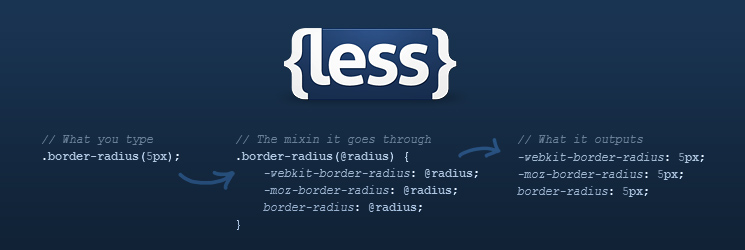 {less}
// What you type
.border-radius(5px);
// The mixin it goes through
.border-radius(@radius) {
-webkit-border-radius: @radius;
-moz-border-radius: @radius;
border-radius: @radius;
}
// What it outputs
-webkit-border-radius: 5px;
-moz-border-radius: 5px;
border-radius: 5px;